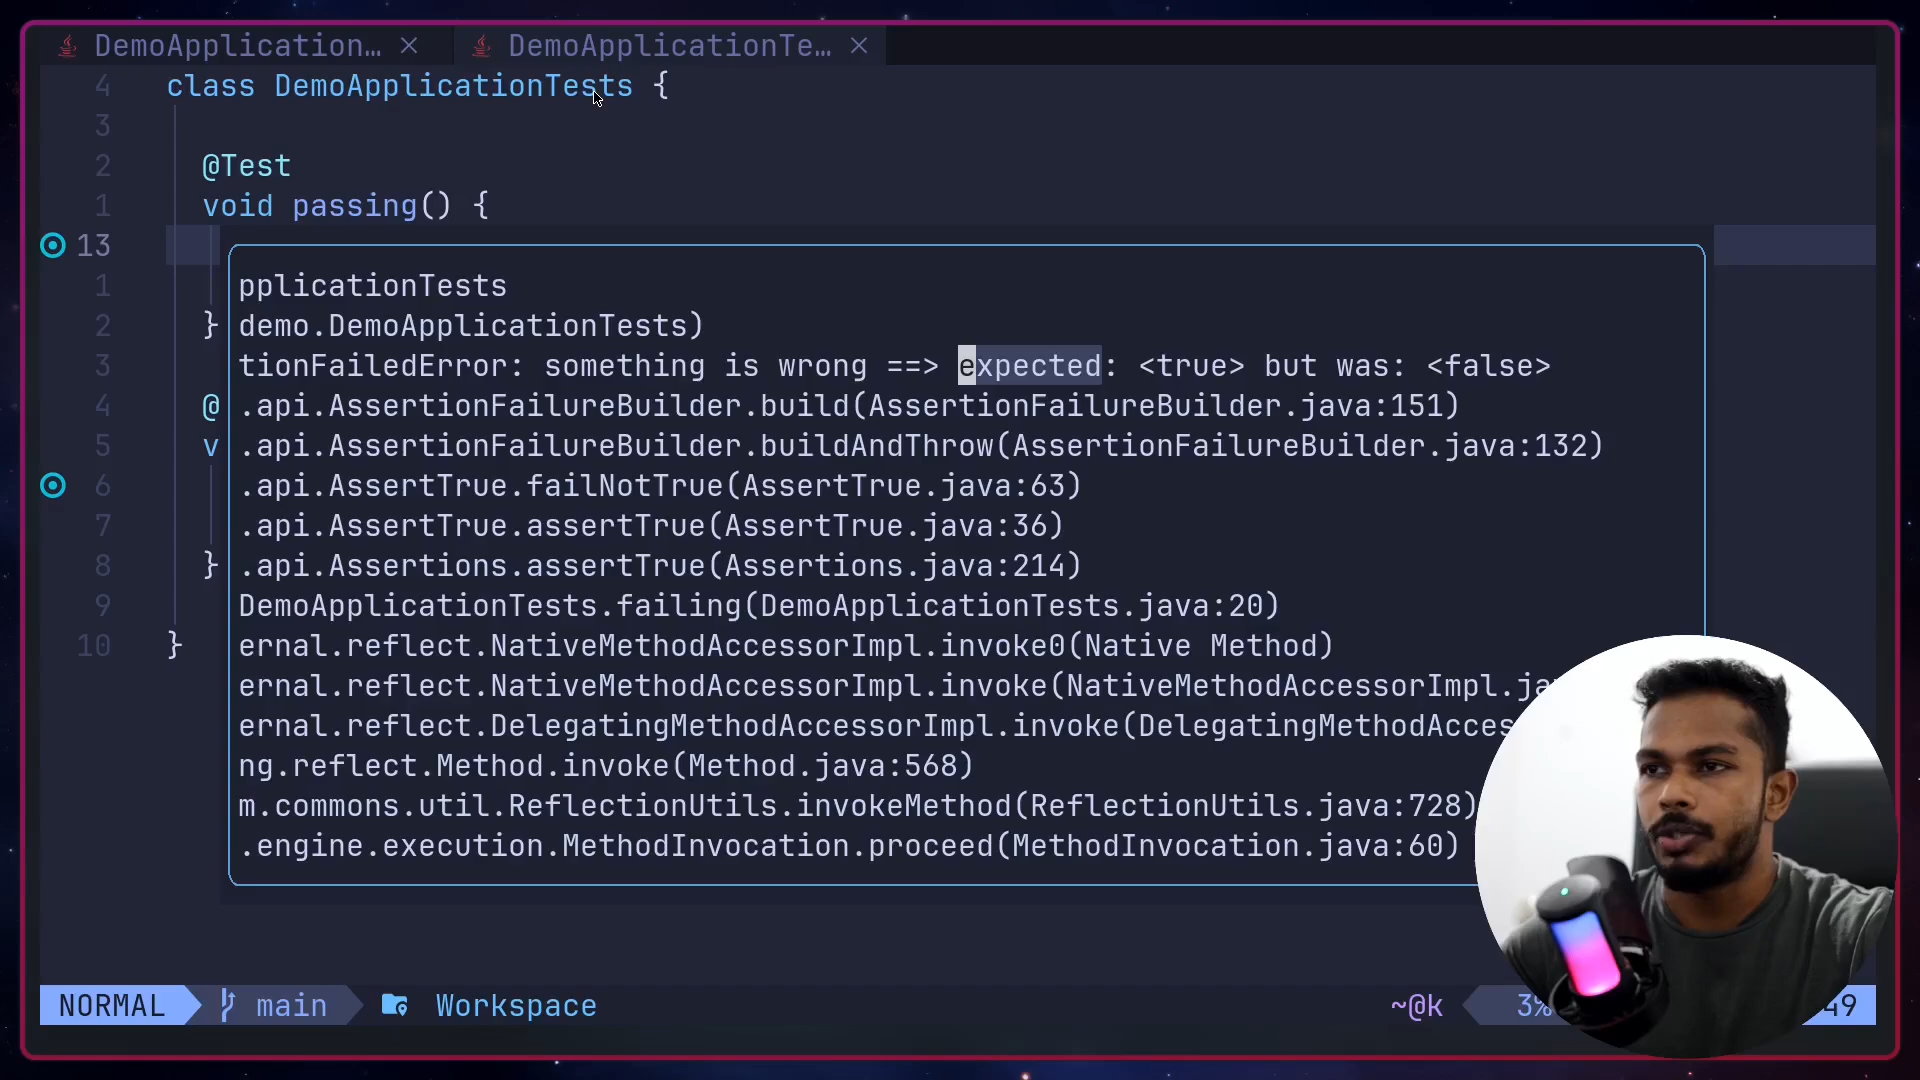 DemoApplication…
DemoApplicationTe…
4 class DemoApplicationTests {
3
2 @Test
1 void passing() {
13
1 pplicationTests
2 } demo.DemoApplicationTests)
3 tionFailedError: something is wrong ==> expected: <true> but was: <false>
4 @ .api.AssertionFailureBuilder.build(AssertionFailureBuilder.java:151)
5 v .api.AssertionFailureBuilder.buildAndThrow(AssertionFailureBuilder.java:132)
6 .api.AssertTrue.failNotTrue(AssertTrue.java:63)
7 .api.AssertTrue.assertTrue(AssertTrue.java:36)
8 } .api.Assertions.assertTrue(Assertions.java:214)
9 DemoApplicationTests.failing(DemoApplicationTests.java:20)
10 } ernal.reflect.NativeMethodAccessorImpl.invoke0(Native Method)
ernal.reflect.NativeMethodAccessorImpl.invoke(NativeMethodAccessorImpl.ja
ernal.reflect.DelegatingMethodAccessorImpl.invoke(DelegatingMethodAcces
ng.reflect.Method.invoke(Method.java:568)
m.commons.util.ReflectionUtils.invokeMethod(ReflectionUtils.java:728)
.engine.execution.MethodInvocation.proceed(MethodInvocation.java:60)
NORMAL main Workspace ~@k 3% 49